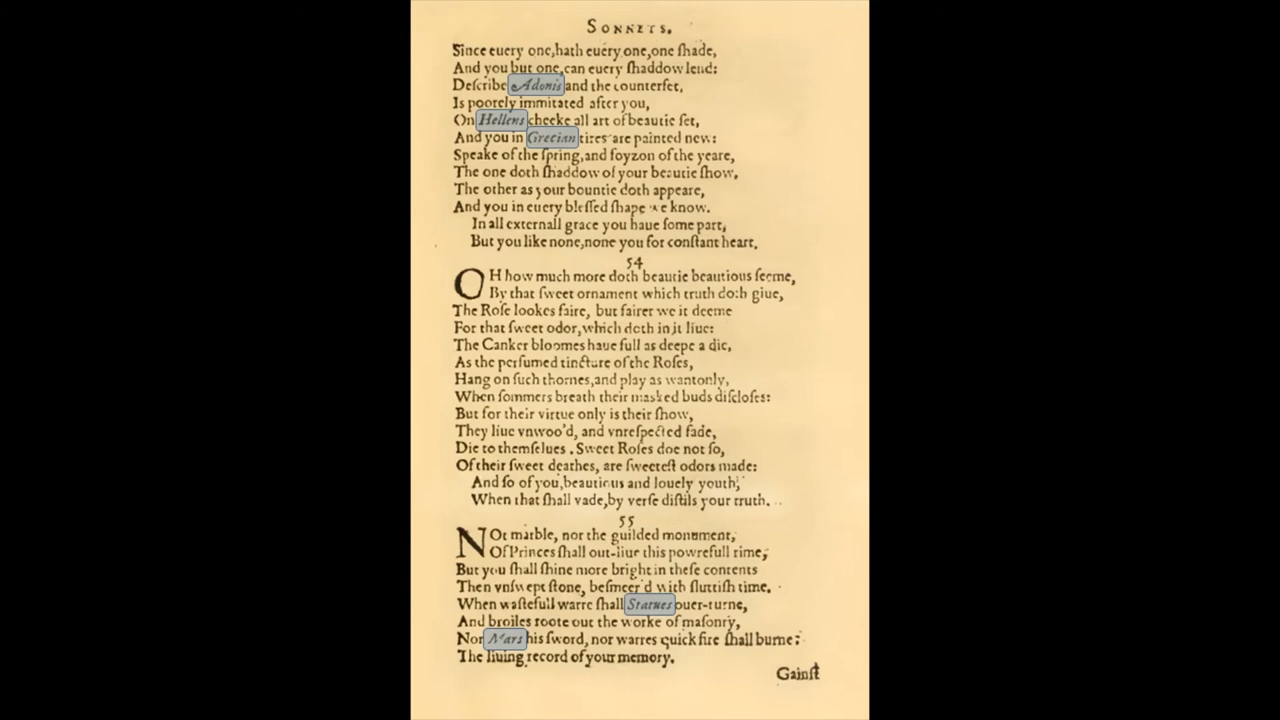 SONNETS.
Since euery one,hath euery one,one ſhade,
And you but one,can euery ſhaddow lend:
Deſcribe Adonis and the counterfet,
Is poorely immitated after you,
On Hellens cheeke all art of beautie ſet,
And you in Grecian tires are painted new:
Speake of the ſpring,and foyzon of the yeare,
The one doth ſhaddow of your beautie ſhow,
The other as your bountie doth appeare,
And you in euery bleſſed ſhape we know.
In all externall grace you haue ſome part,
But you like none,none you for conſtant heart.
54
OH how much more doth beautie beautious ſeeme,
By that ſweet ornament which truth doth giue,
The Roſe lookes faire, but fairer we it deeme
For that ſweet odor,which doth in it liue:
The Canker bloomes haue full as deepe a die,
As the perfumed tincture of the Roſes,
Hang on ſuch thornes,and play as wantonly,
When ſommers breath their masked buds diſcloſes:
But for their virtue only is their ſhow,
They liue vnwoo'd, and vnreſpected fade,
Die to themſelues . Sweet Roſes doe not ſo,
Of their ſweet deathes, are ſweeteſt odors made:
And ſo of you,beautious and louely youth,
When that ſhall vade,by verſe diſtils your truth.
55
NOt marble, nor the guilded monument,
Of Princes ſhall out-liue this powrefull rime,
But you ſhall ſhine more bright in theſe contents
Then vnſwept ſtone, beſmeer'd with ſluttiſh time.
When waſtefull warre ſhall Statues ouer-turne,
And broiles roote out the worke of maſonry,
Nor Mars his ſword, nor warres quick fire ſhall burne:
The liuing record of your memory.
Gainſt